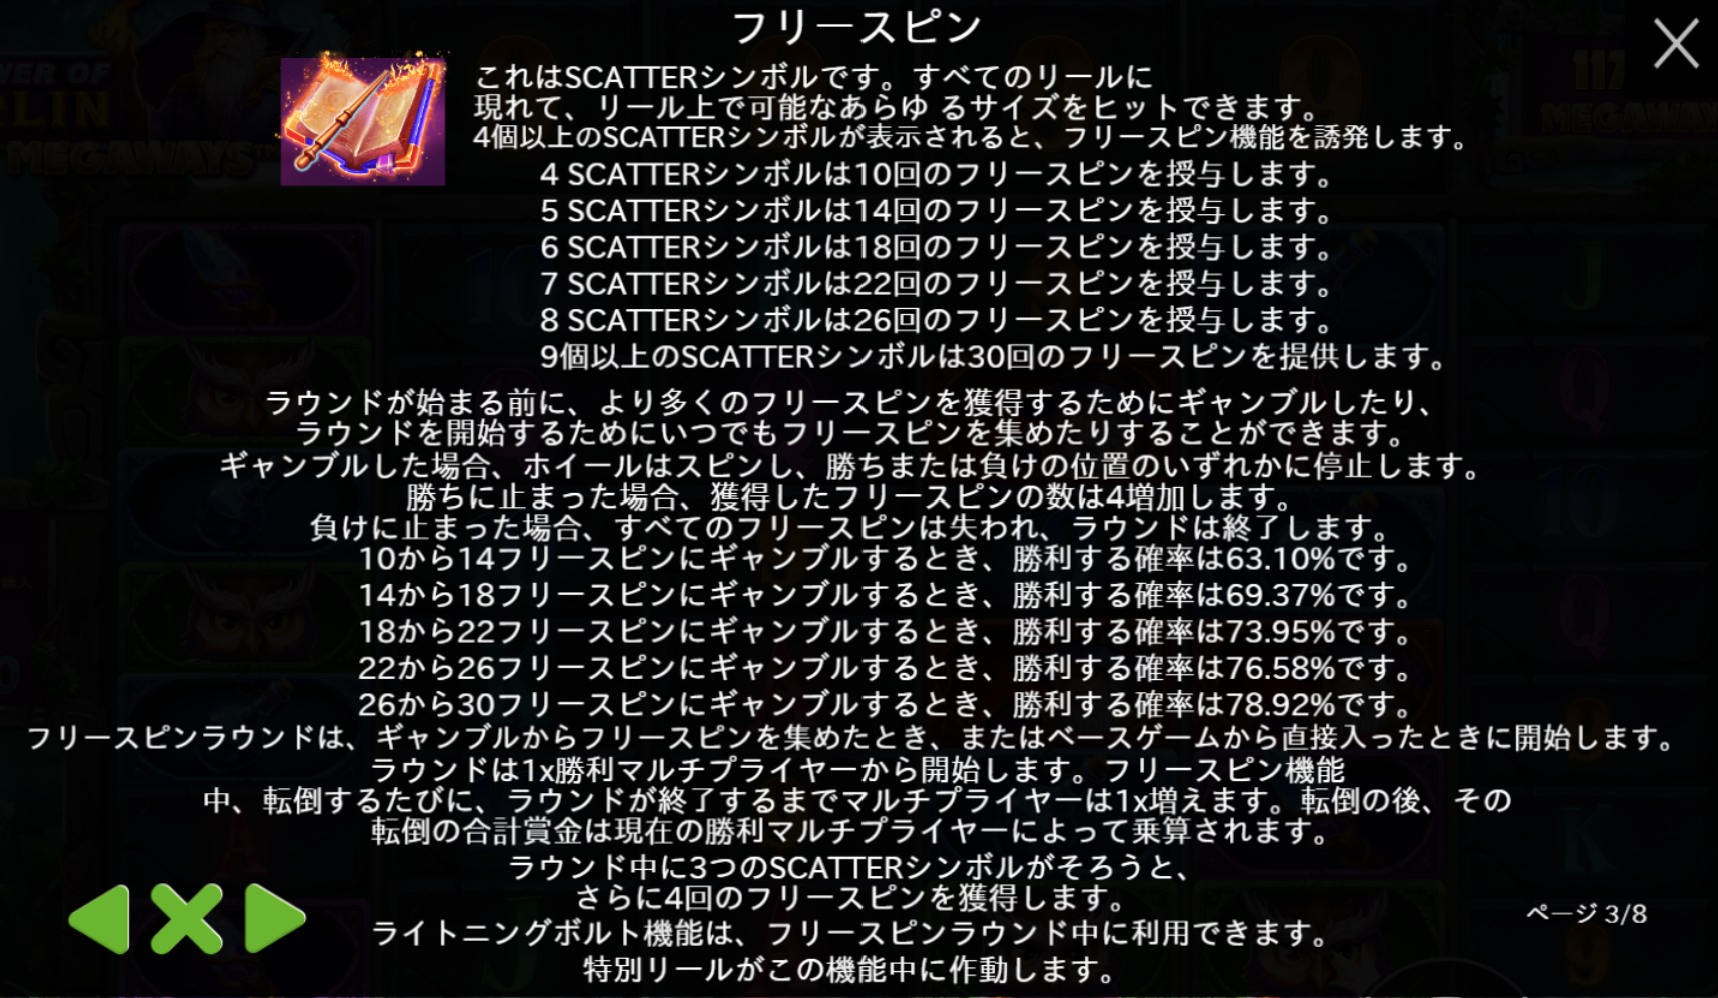 フリースピン
これはSCATTERシンボルです。すべてのリールに
現れて、リール上で可能なあらゆ るサイズをヒットできます。
4個以上のSCATTERシンボルが表示されると、フリースピン機能を誘発します。
4 SCATTERシンボルは10回のフリースピンを授与します。
5 SCATTERシンボルは14回のフリースピンを授与します。
6 SCATTERシンボルは18回のフリースピンを授与します。
7 SCATTERシンボルは22回のフリースピンを授与します。
8 SCATTERシンボルは26回のフリースピンを授与します。
9個以上のSCATTERシンボルは30回のフリースピンを提供します。
ラウンドが始まる前に、より多くのフリースピンを獲得するためにギャンブルしたり、
ラウンドを開始するためにいつでもフリースピンを集めたりすることができます。
ギャンブルした場合、ホイールはスピンし、勝ちまたは負けの位置のいずれかに停止します。
勝ちに止まった場合、獲得したフリースピンの数は4増加します。
負けに止まった場合、すべてのフリースピンは失われ、ラウンドは終了します。
10から14フリースピンにギャンブルするとき、勝利する確率は63.10%です。
14から18フリースピンにギャンブルするとき、勝利する確率は69.37%です。
18から22フリースピンにギャンブルするとき、勝利する確率は73.95%です。
22から26フリースピンにギャンブルするとき、勝利する確率は76.58%です。
26から30フリースピンにギャンブルするとき、勝利する確率は78.92%です。
フリースピンラウンドは、ギャンブルからフリースピンを集めたとき、またはベースゲームから直接入ったときに開始します。
ラウンドは1x勝利マルチプライヤーから開始します。フリースピン機能
中、転倒するたびに、ラウンドが終了するまでマルチプライヤーは1x増えます。転倒の後、その
転倒の合計賞金は現在の勝利マルチプライヤーによって乗算されます。
ラウンド中に3つのSCATTERシンボルがそろうと、
さらに4回のフリースピンを獲得します。
ライトニングボルト機能は、フリースピンラウンド中に利用できます。
特別リールがこの機能中に作動します。
ページ 3/8
MEGAWAYS
117
MEGAWAYS